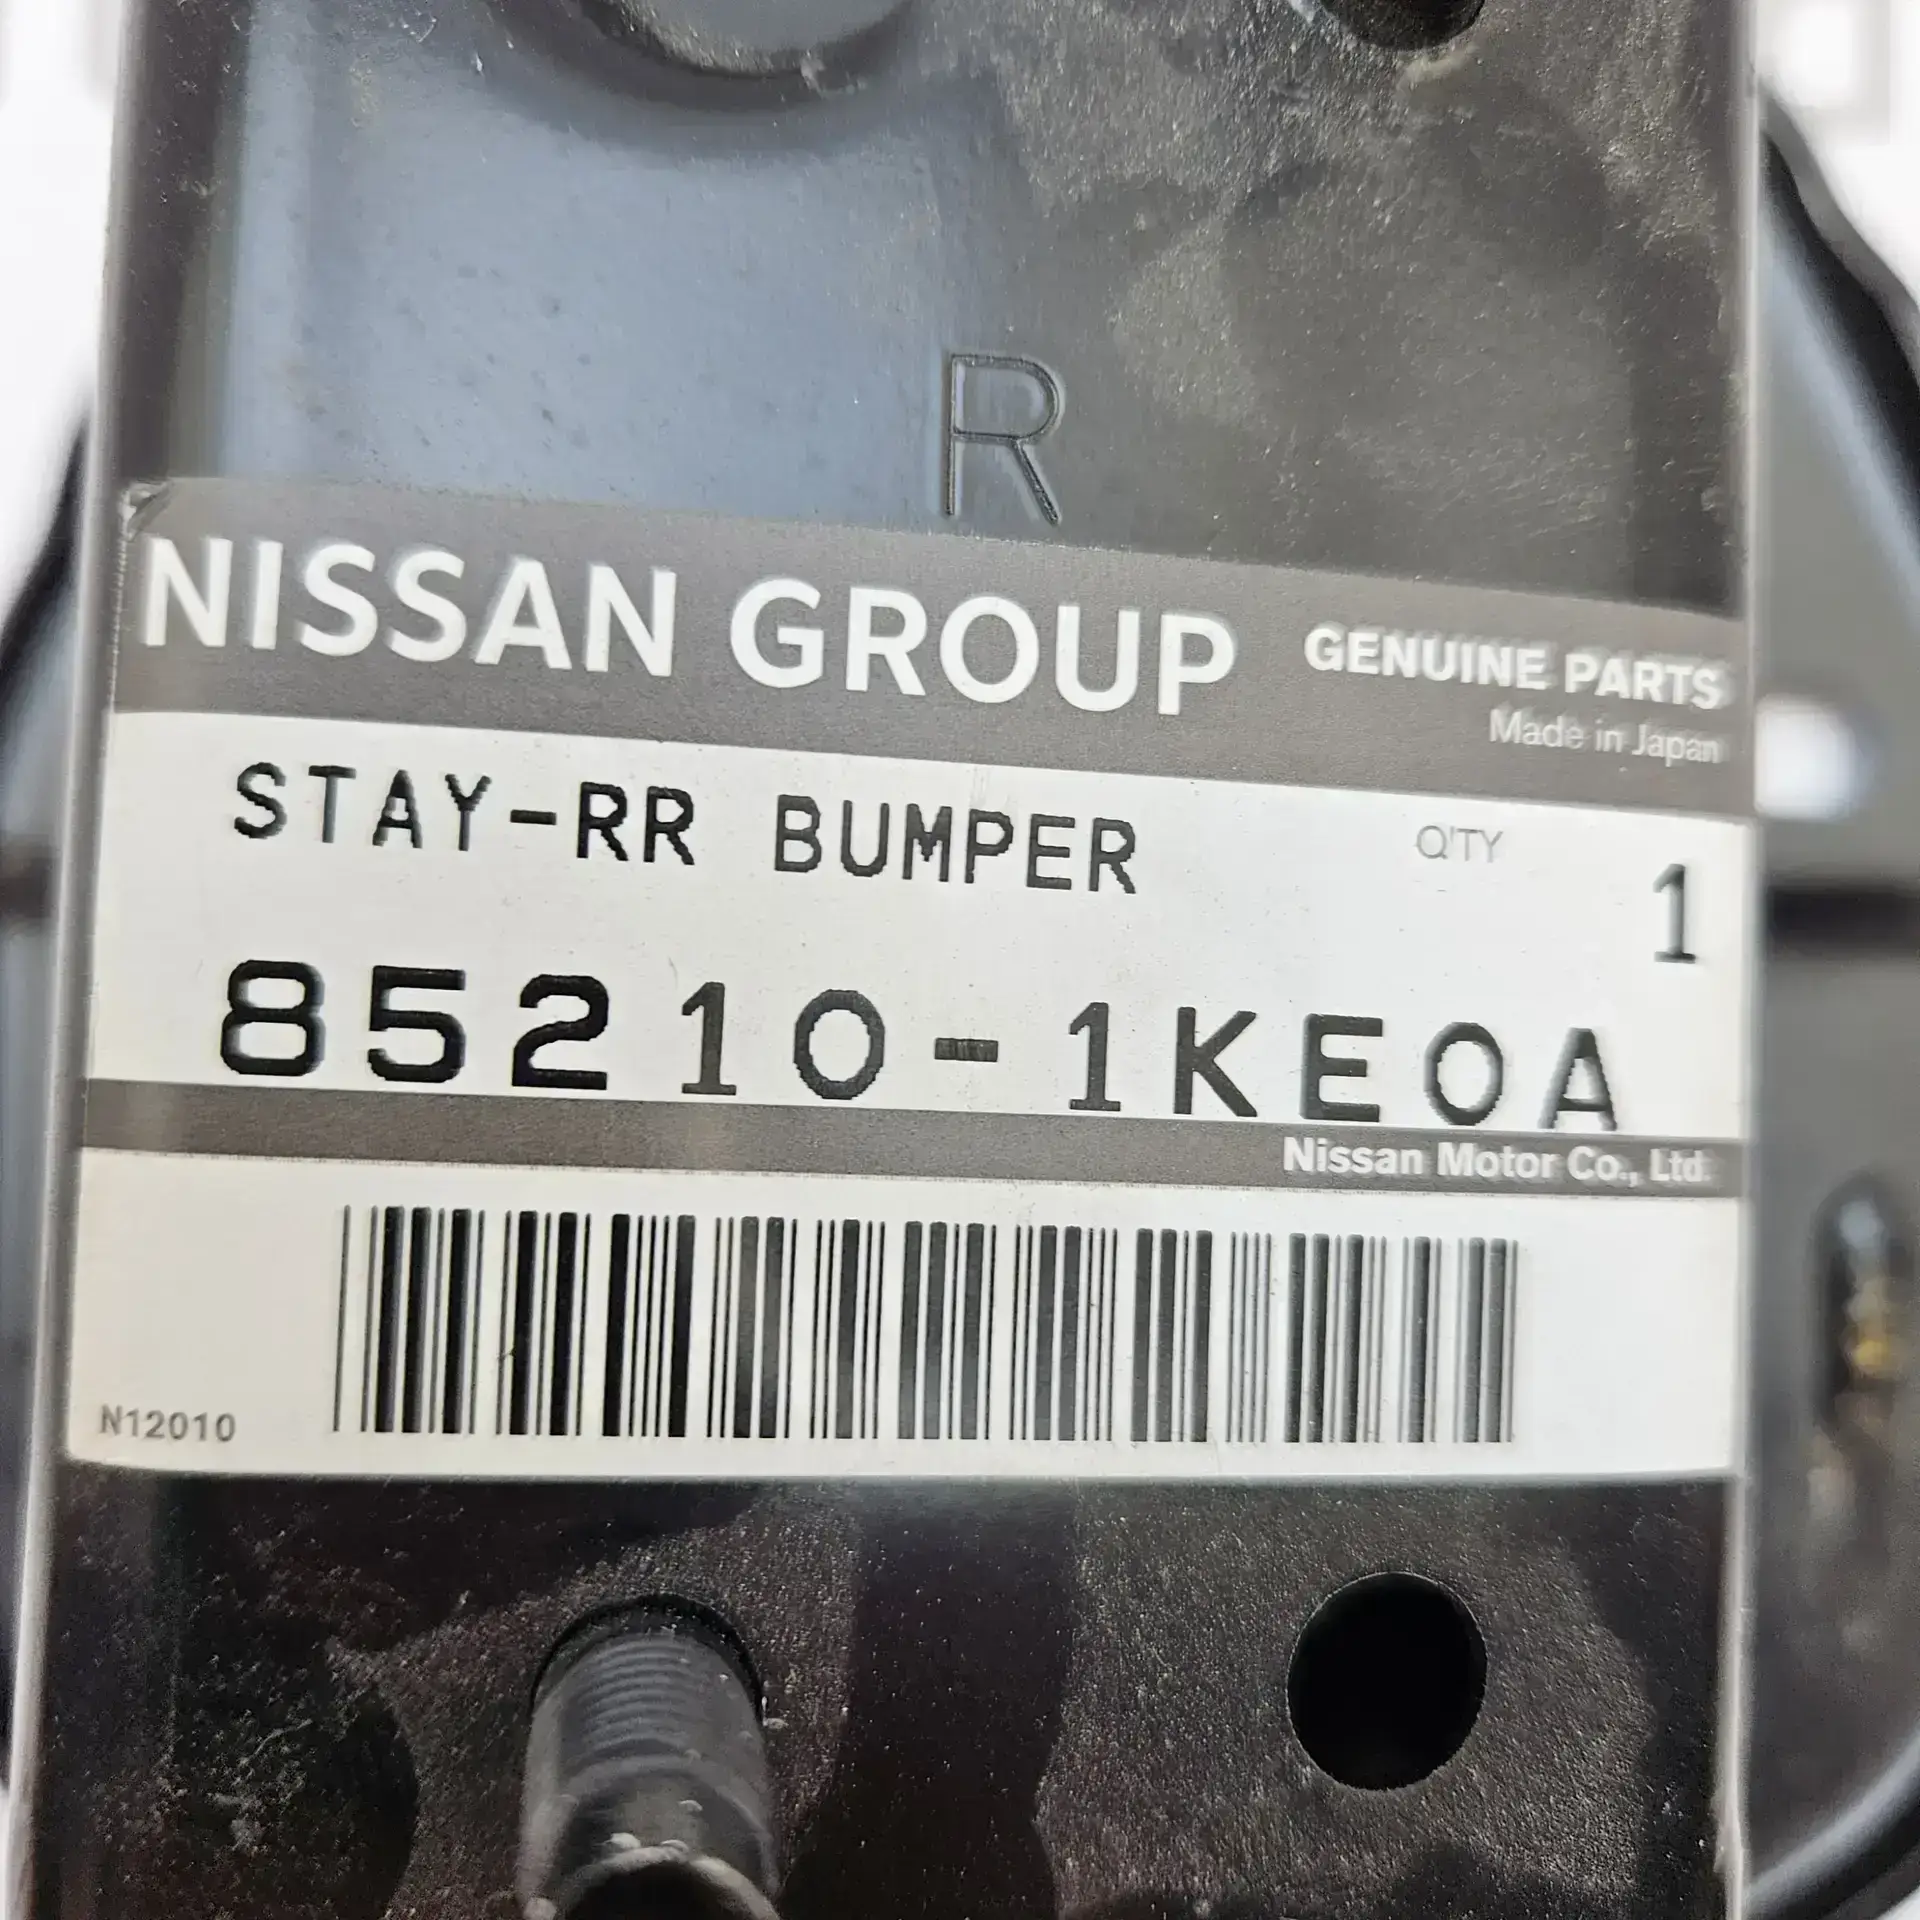 R
NISSAN GROUP GENUINE PARTS
Made in Japan
STAY-RR BUMPER Q'TY 1
85210-1KE0A
Nissan Motor Co., Ltd.
N12010